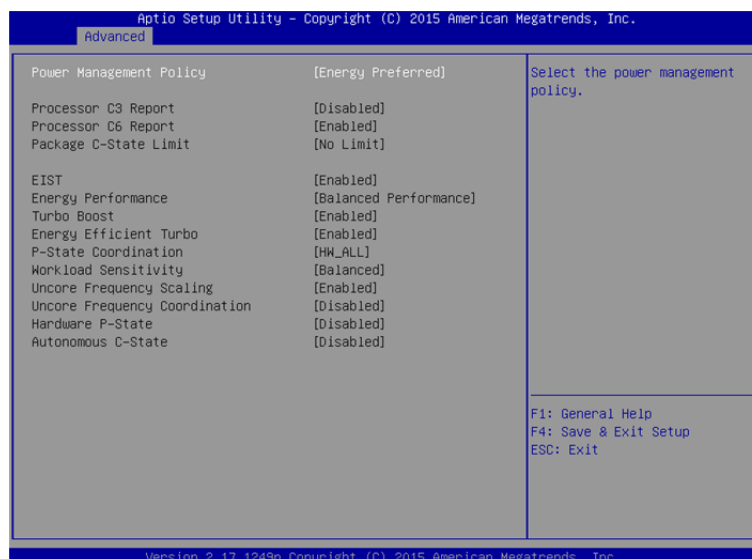 Aptio Setup Utility – Copyright (C) 2015 American Megatrends, Inc.
Advanced
Power Management Policy [Energy Preferred]
Processor C3 Report [Disabled]
Processor C6 Report [Enabled]
Package C-State Limit [No Limit]
EIST [Enabled]
Energy Performance [Balanced Performance]
Turbo Boost [Enabled]
Energy Efficient Turbo [Enabled]
P-State Coordination [HW_ALL]
Workload Sensitivity [Balanced]
Uncore Frequency Scaling [Enabled]
Uncore Frequency Coordination [Disabled]
Hardware P-State [Disabled]
Autonomous C-State [Disabled]
Select the power management
policy.
F1: General Help
F4: Save & Exit Setup
ESC: Exit
Version 2.17.1249n Copyright (C) 2015 American Megatrends, Inc.